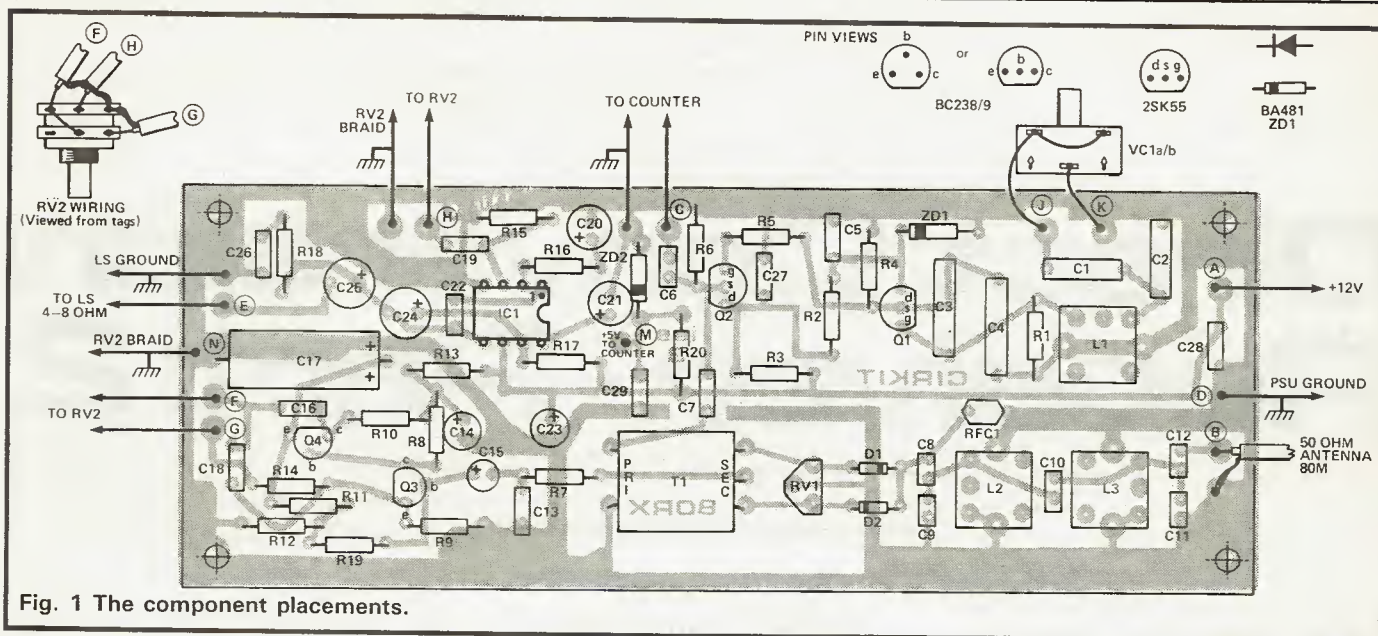 F
H
G
RV2 WIRING
(Viewed from tags)
RV2
BRAID
TO RV2
TO COUNTER
PIN VIEWS
b
e
c
or
b
e
c
BC238/9
d s g
2SK55
BA481
ZD1
VC1a/b
LS GROUND
TO LS
4–8 OHM
E
RV2 BRAID
N
TO RV2
F
G
C26
R18
C25
C24
C22
H
C19
R15
C20
R16
ZD2
IC1
1
C21
R17
M
+5V
TO
COUNTER
C29
R20
G
C6
R6
R5
g
s
d
Q2
C27
R2
R3
C7
C5
R4
ZD1
d
s
g
Q1
C3
C4
R1
J
K
C1
C2
L1
A
+12V
C28
D
PSU GROUND
CIRKIT
C17
R13
C16
e
c
Q4
b
R10
R8
C14
C15
C23
C18
R14
R11
R12
R19
c
Q3
b
e
R9
R7
C13
P
R
I
T1
S
E
C
80RX
RV1
D1
D2
RFC1
C8
C9
L2
C10
L3
C12
C11
B
50 OHM
ANTENNA
80M
Fig. 1 The component placements.